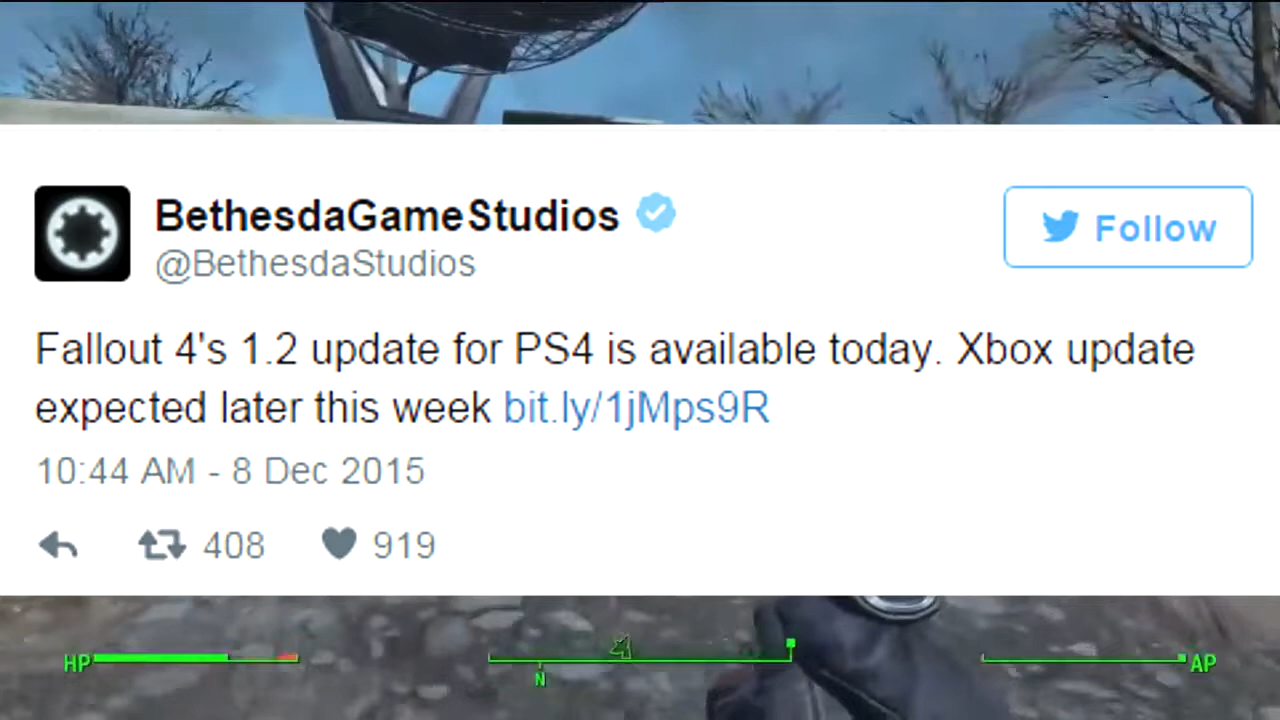 BethesdaGameStudios
@BethesdaStudios
Follow
Fallout 4's 1.2 update for PS4 is available today. Xbox update
expected later this week bit.ly/1jMps9R
10:44 AM - 8 Dec 2015
408 919
HP
N
AP